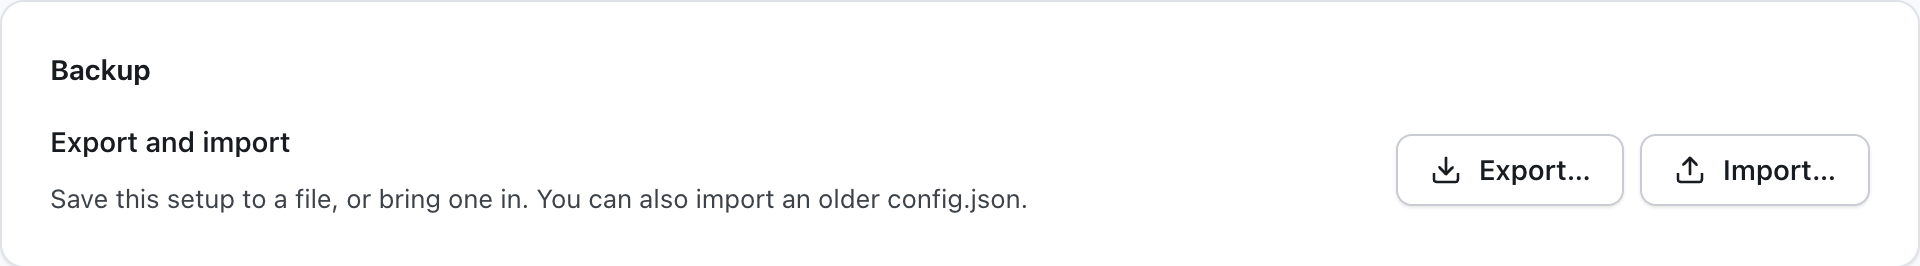 Backup
Export and import
Save this setup to a file, or bring one in. You can also import an older config.json.
Export...
Import...